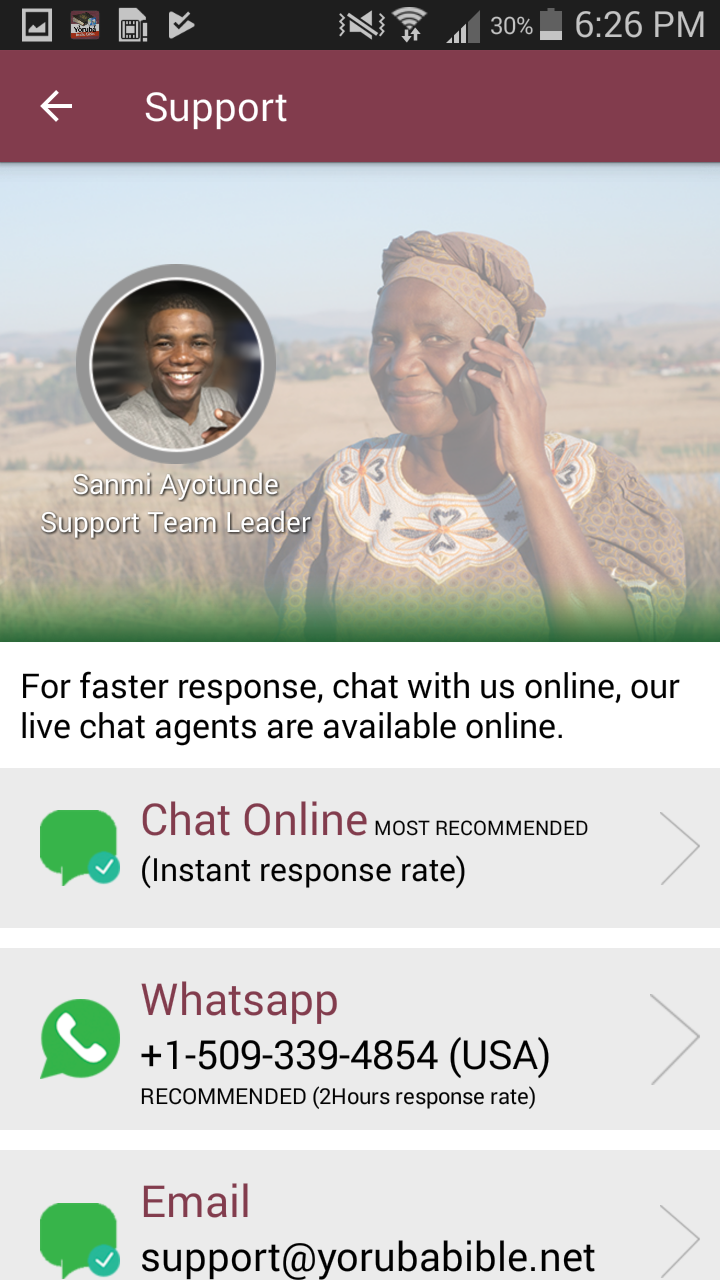 30% 6:26 PM
Support
Sanmi Ayotunde
Support Team Leader
For faster response, chat with us online, our
live chat agents are available online.
Chat Online MOST RECOMMENDED
(Instant response rate)
Whatsapp
+1-509-339-4854 (USA)
RECOMMENDED (2Hours response rate)
Email
support@yorubabible.net